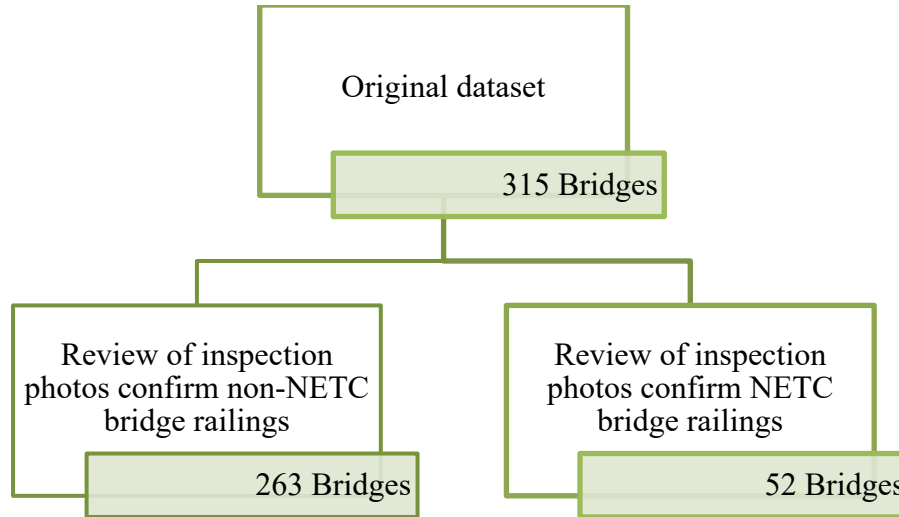 Original dataset
315 Bridges
Review of inspection
photos confirm non-NETC
bridge railings
263 Bridges
Review of inspection
photos confirm NETC
bridge railings
52 Bridges